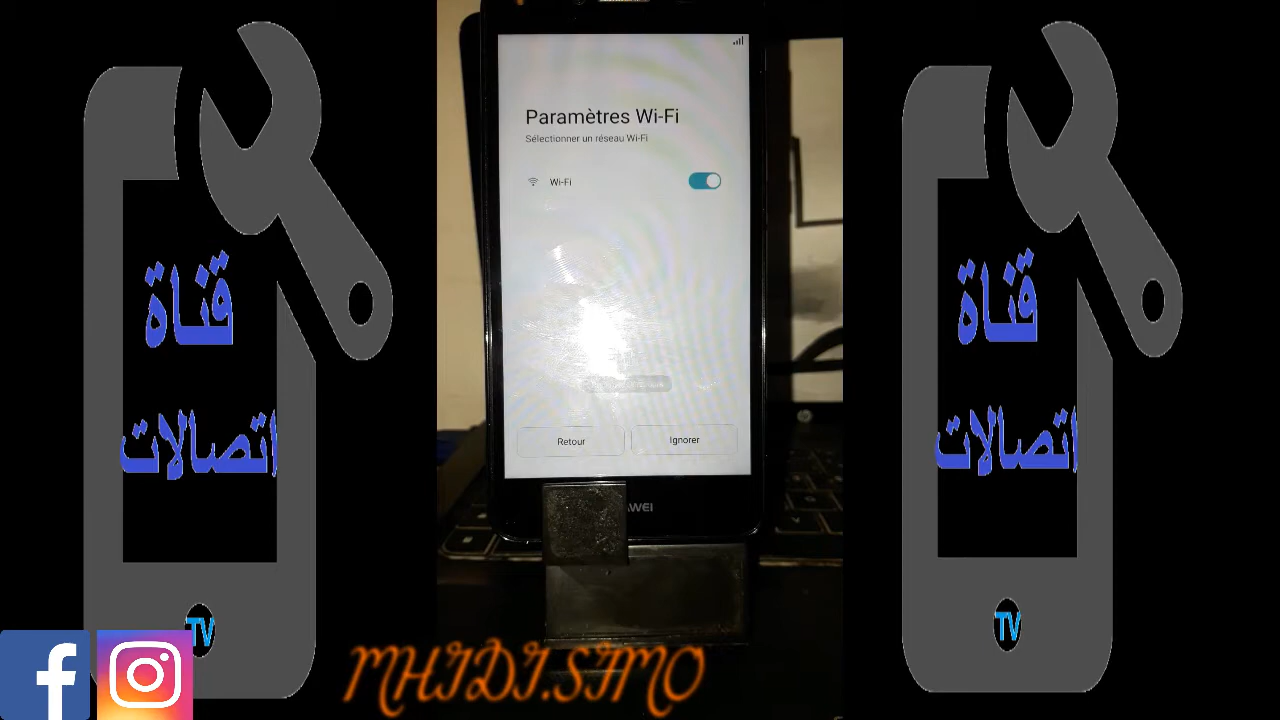 Paramètres Wi-Fi
Sélectionner un réseau Wi-Fi
Wi-Fi
Retour
Ignorer
قناة
اتصالات
TV
قناة
اتصالات
TV
MHIDI.SIMO